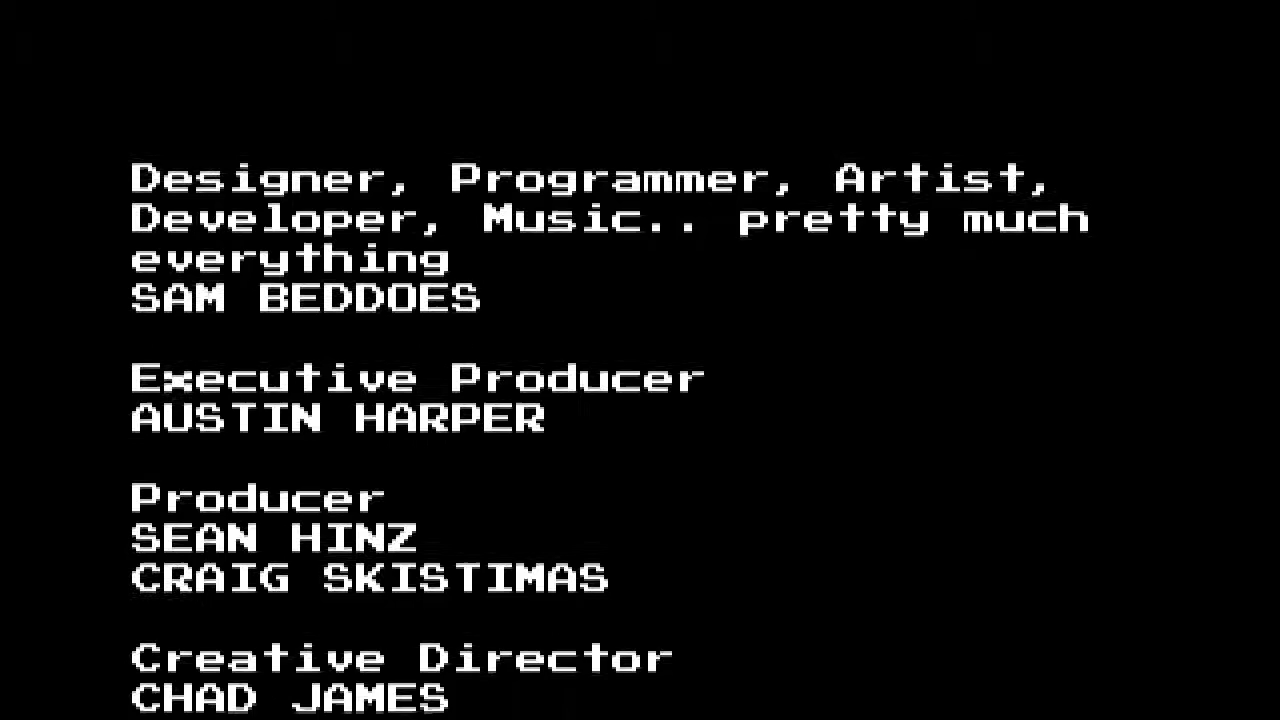 Designer, Programmer, Artist,
Developer, Music.. pretty much
everything
SAM BEDDOES
Executive Producer
AUSTIN HARPER
Producer
SEAN HINZ
CRAIG SKISTIMAS
Creative Director
CHAD JAMES